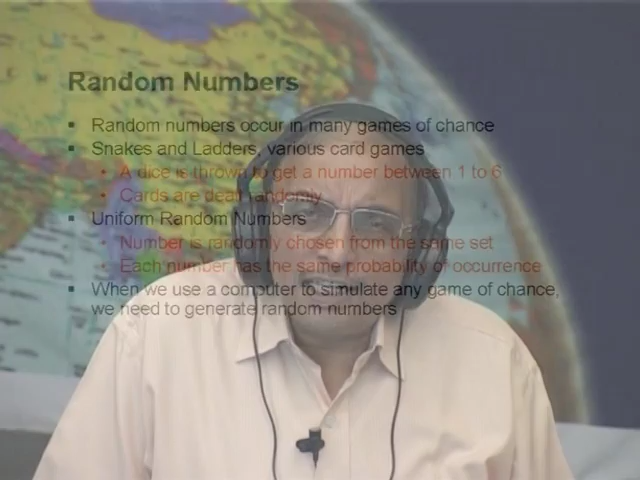 Random Numbers
Random numbers occur in many games of chance
Snakes and Ladders, various card games
A dice is thrown to get a number between 1 to 6
Cards are dealt randomly
Uniform Random Numbers
Number is randomly chosen from the same set
Each number has the same probability of occurrence
When we use a computer to simulate any game of chance,
we need to generate random numbers